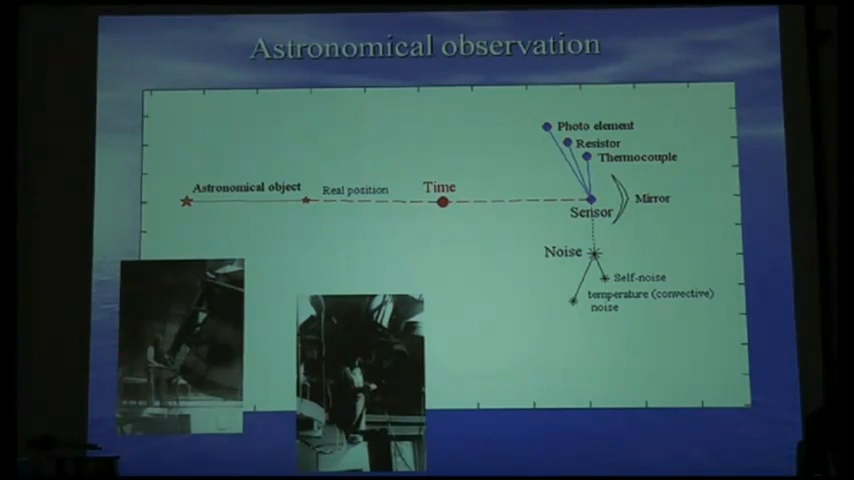 Astronomical observation
Photo element
Resistor
Thermocouple
Astronomical object
Real position
Time
Mirror
Sensor
Noise
Self-noise
temperature (convective)
noise